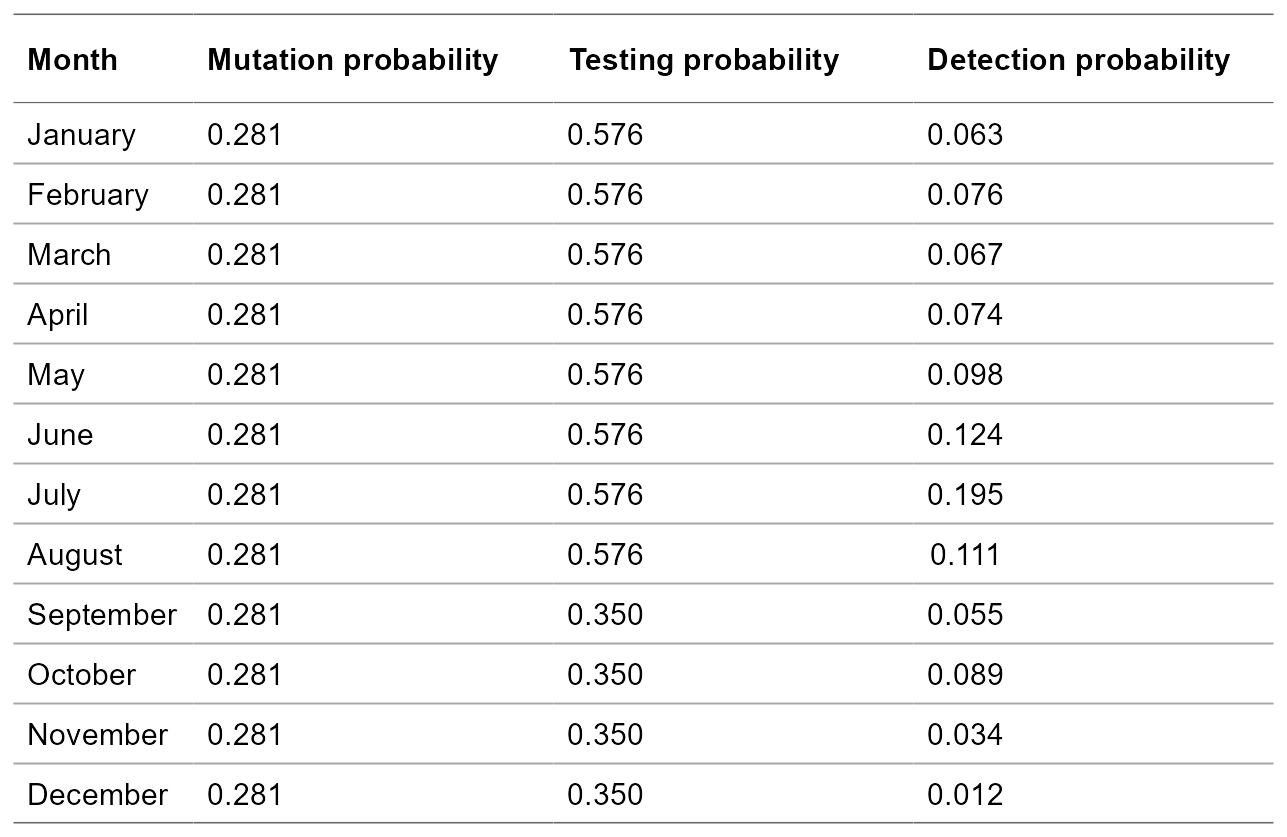 Month Mutation probability Testing probability Detection probability
January 0.281 0.576 0.063
February 0.281 0.576 0.076
March 0.281 0.576 0.067
April 0.281 0.576 0.074
May 0.281 0.576 0.098
June 0.281 0.576 0.124
July 0.281 0.576 0.195
August 0.281 0.576 0.111
September 0.281 0.350 0.055
October 0.281 0.350 0.089
November 0.281 0.350 0.034
December 0.281 0.350 0.012